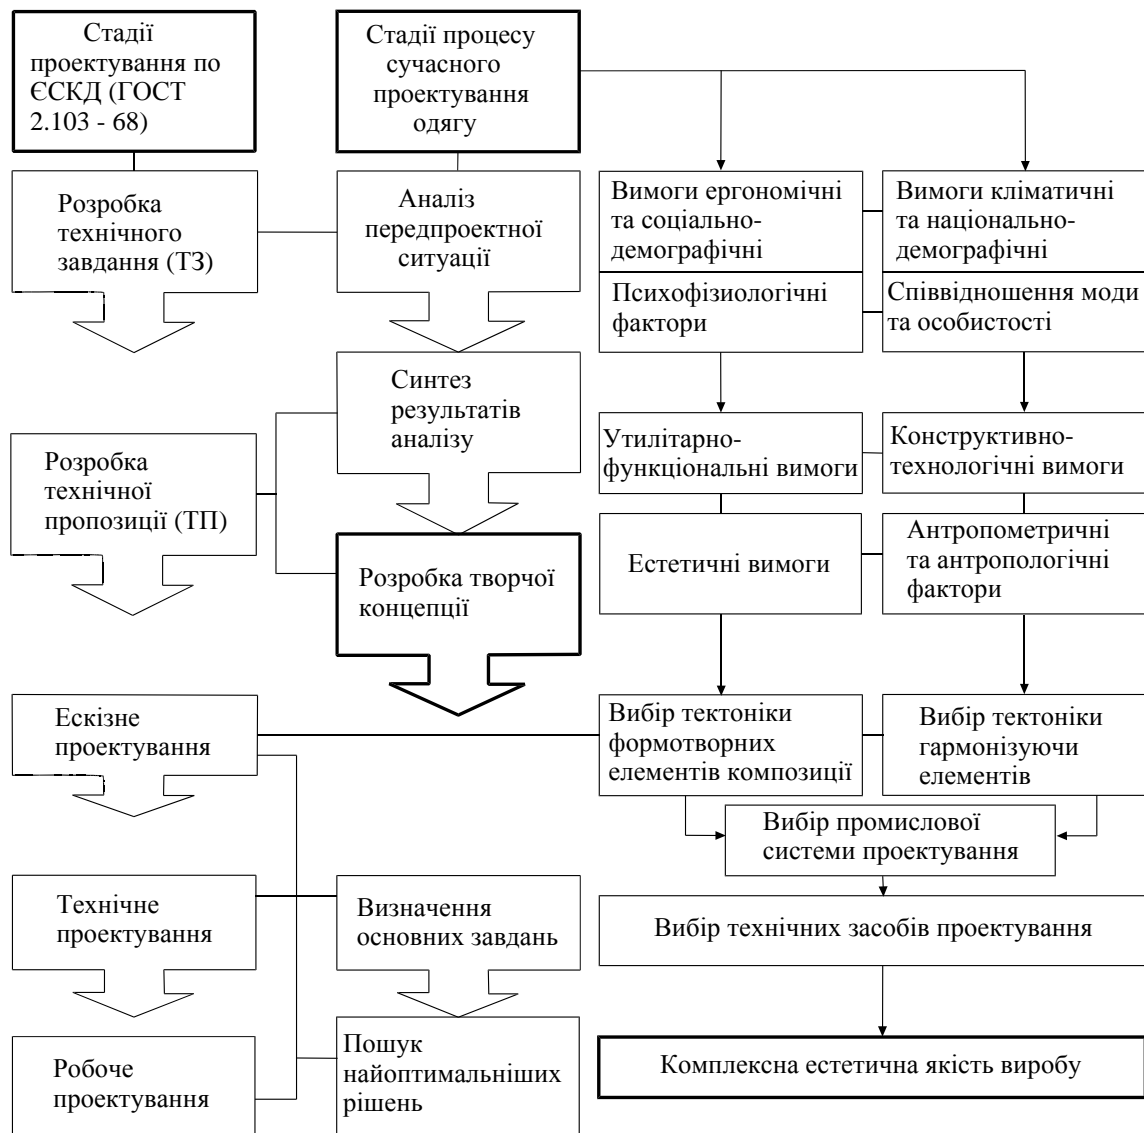 Стадії
проектування по
ЄСКД (ГОСТ
2.103 - 68)
Стадії процесу
сучасного
проектування
одягу
Розробка
технічного
завдання (ТЗ)
Аналіз
передпроектної
ситуації
Вимоги ергономічні
та соціально-
демографічні
Вимоги кліматичні
та національно-
демографічні
Психофізиологічні
фактори
Співвідношення моди
та особистості
Синтез
результатів
аналізу
Розробка
технічної
пропозиції (ТП)
Утилітарно-
функціональні вимоги
Конструктивно-
технологічні вимоги
Розробка творчої
концепції
Естетичні вимоги
Антропометричні
та антропологічні
фактори
Ескізне
проектування
Вибір тектоніки
формотворних
елементів композиції
Вибір тектоніки
гармонізуючи
елементів
Вибір промислової
системи проектування
Технічне
проектування
Визначення
основних завдань
Вибір технічних засобів проектування
Робоче
проектування
Пошук
найоптимальніших
рішень
Комплексна естетична якість виробу